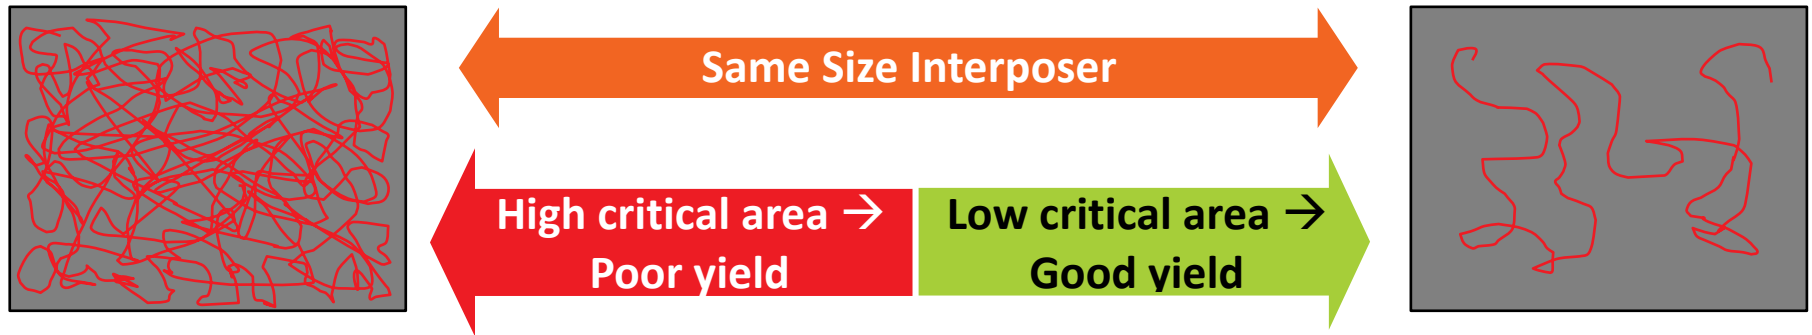 Same Size Interposer
High critical area →
Poor yield
Low critical area →
Good yield